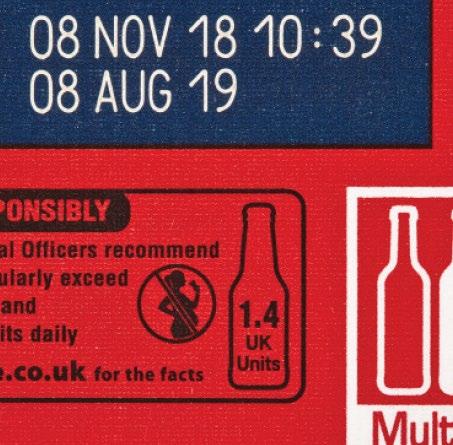 08 NOV 18 10:39
08 AUG 19
PONSIBLY
al Officers recommend
ularly exceed
and
its daily
e.co.uk for the facts
1.4
UK
Units
Mult